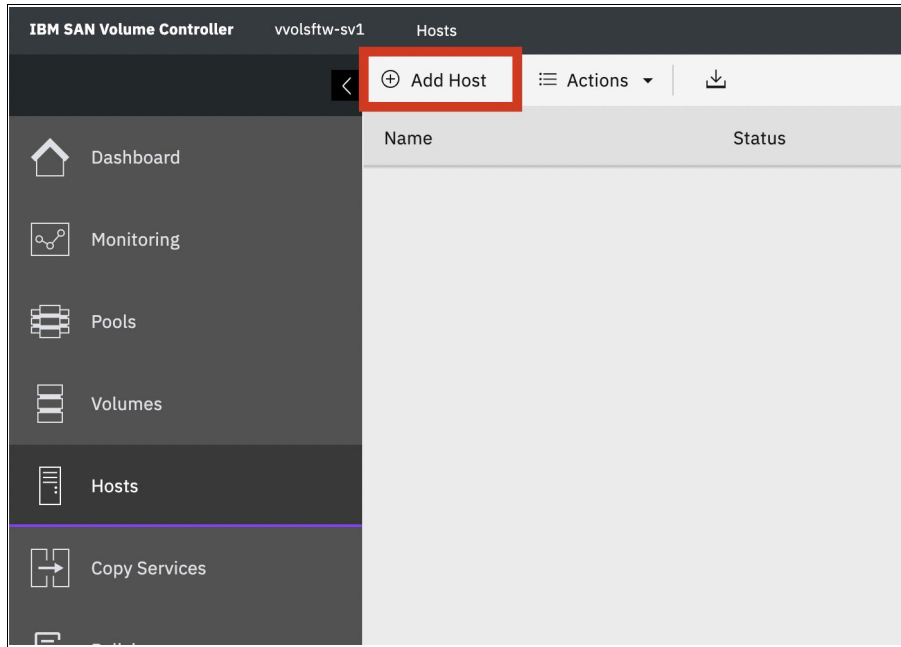 IBM SAN Volume Controller vvolsftw-sv1 Hosts
Add Host Actions
Name Status
Dashboard
Monitoring
Pools
Volumes
Hosts
Copy Services